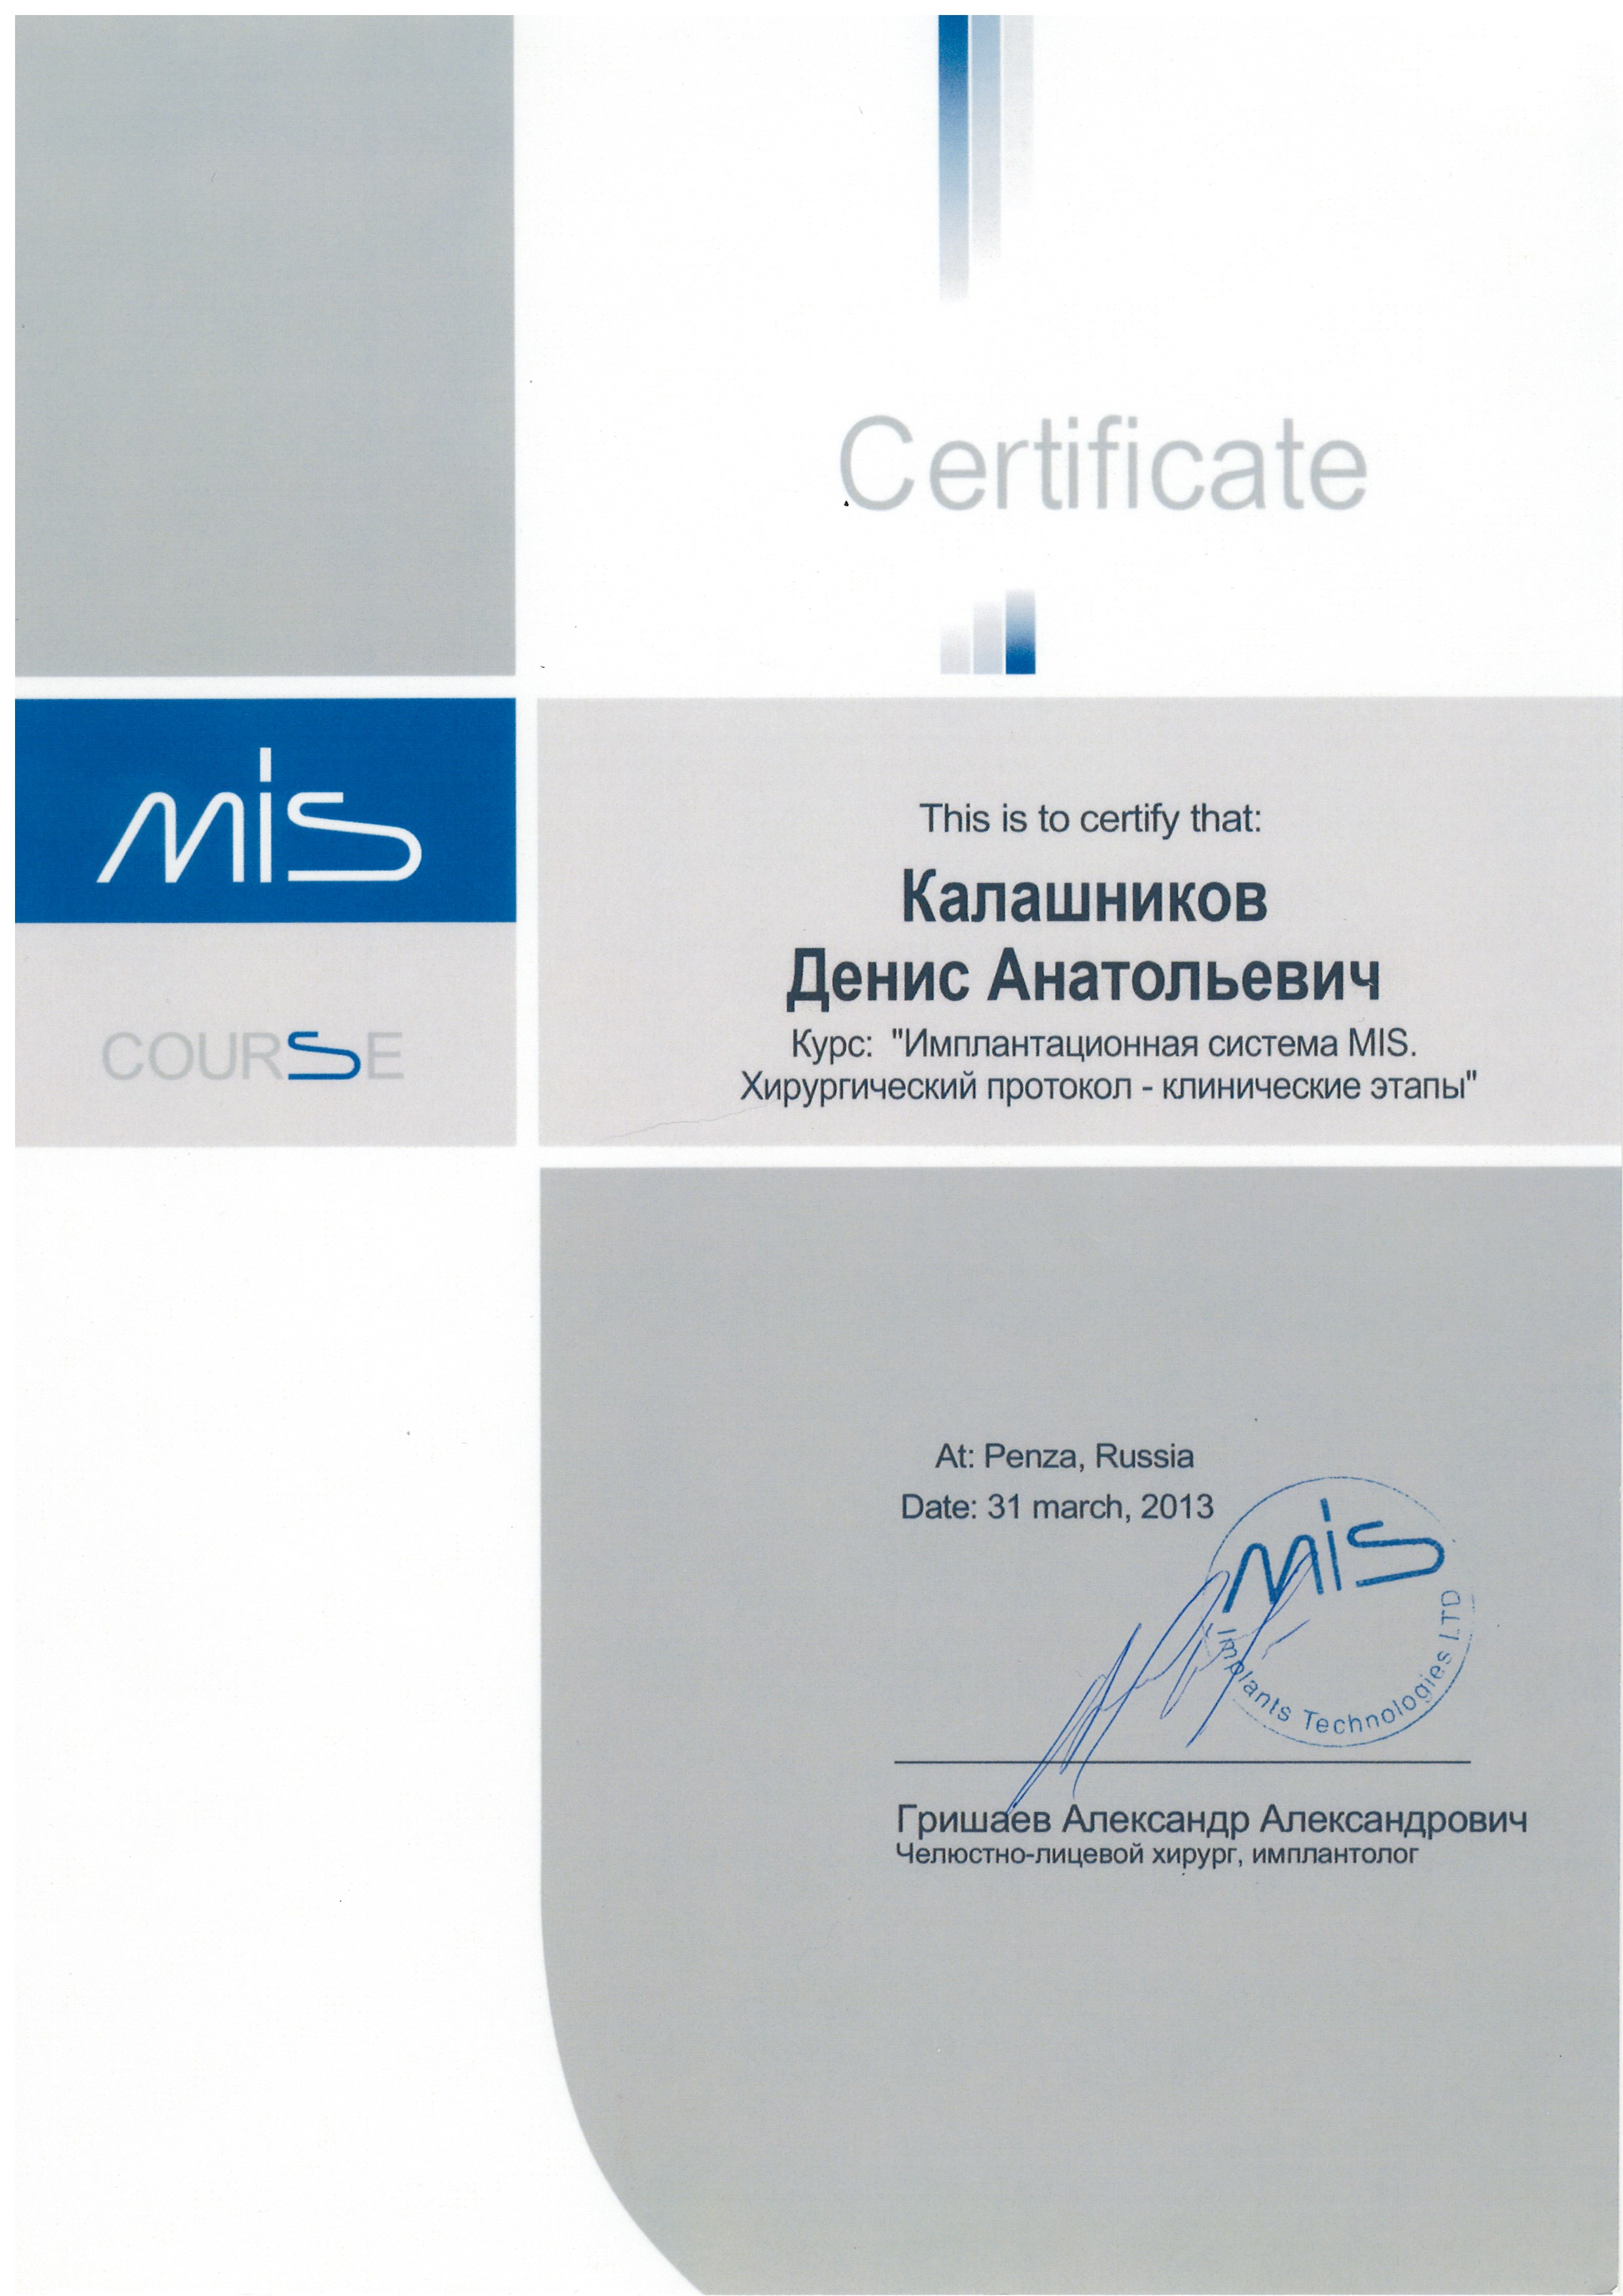 Certificate
mis
COURSE
This is to certify that:
Калашников
Денис Анатольевич
Курс: "Имплантационная система MIS.
Хирургический протокол - клинические этапы"
At: Penza, Russia
Date: 31 march, 2013
mis
Implants Technologies LTD
Гришаев Александр Александрович
Челюстно-лицевой хирург, имплантолог